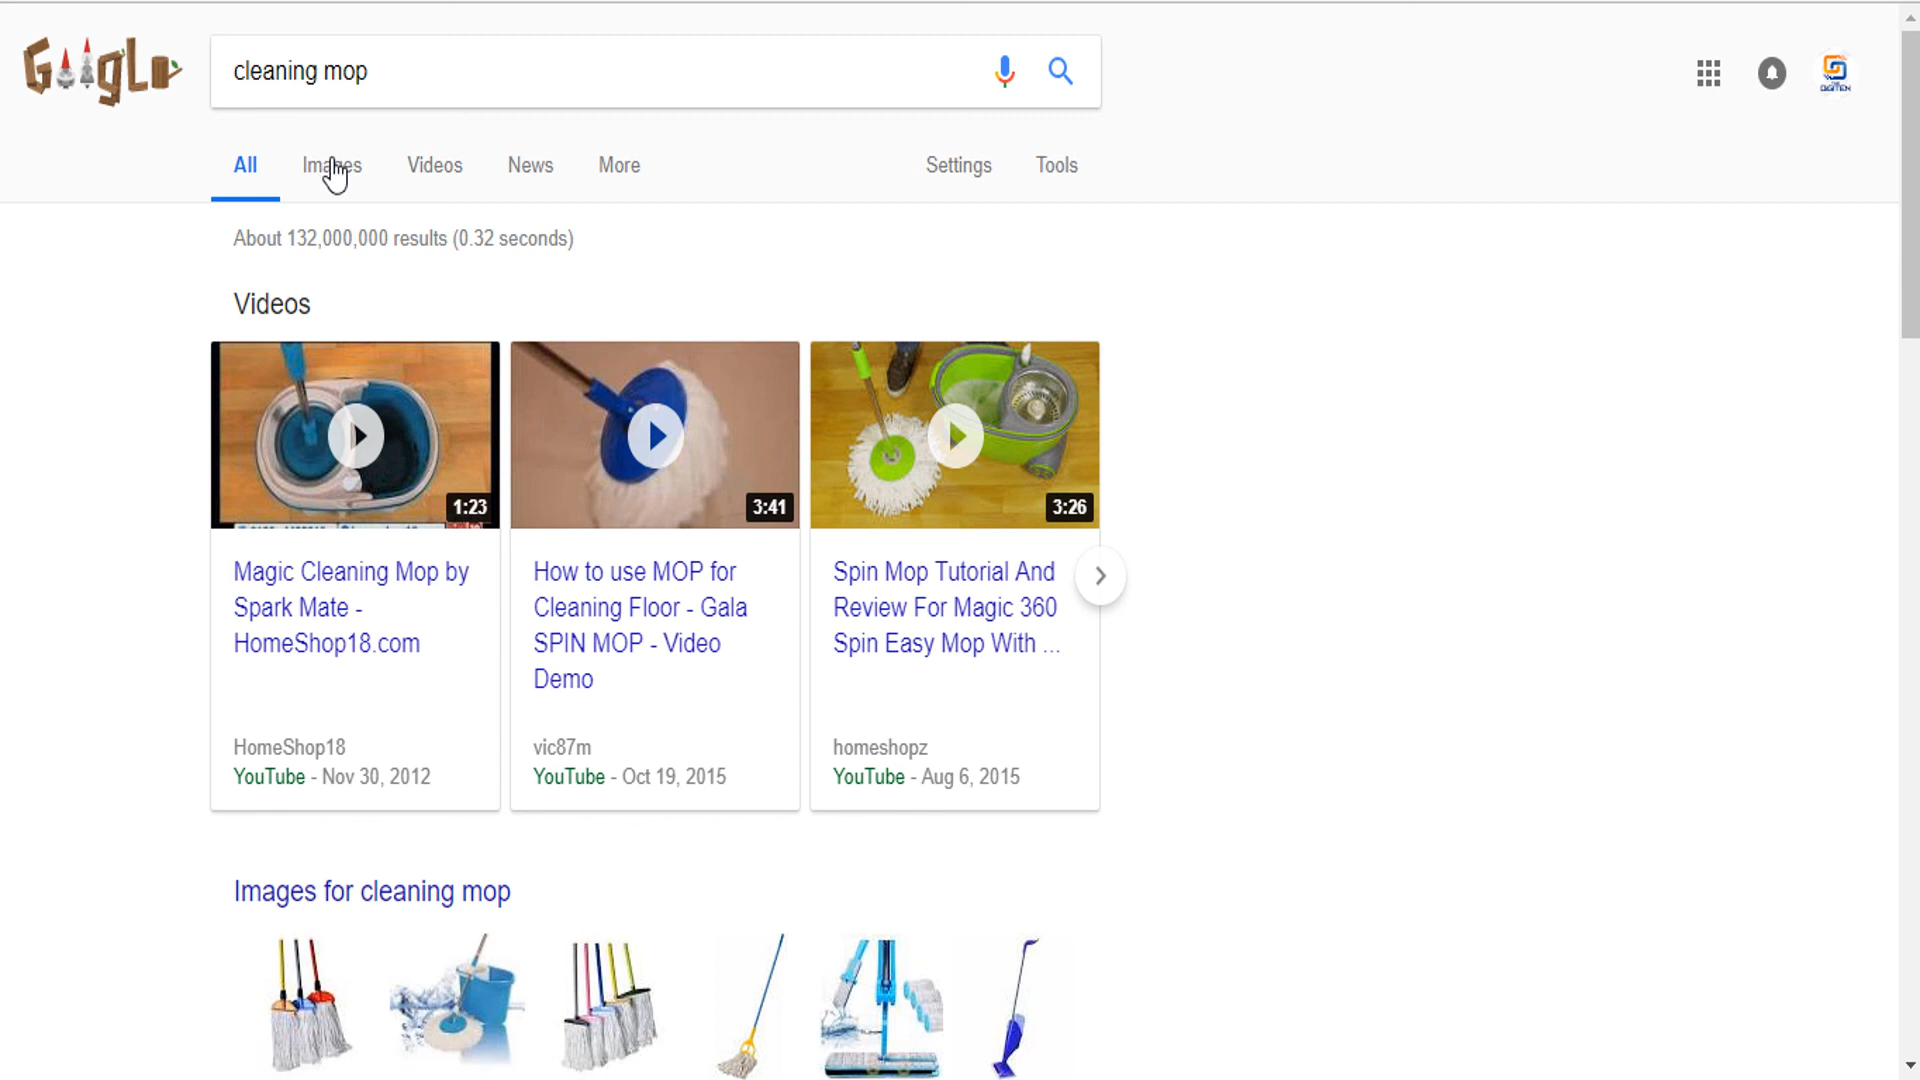 cleaning mop
All Images Videos News More Settings Tools
About 132,000,000 results (0.32 seconds)
Videos
1:23
3:41
3:26
Magic Cleaning Mop by
Spark Mate -
HomeShop18.com
HomeShop18
YouTube - Nov 30, 2012
How to use MOP for
Cleaning Floor - Gala
SPIN MOP - Video
Demo
vic87m
YouTube - Oct 19, 2015
Spin Mop Tutorial And
Review For Magic 360
Spin Easy Mop With ...
homeshopz
YouTube - Aug 6, 2015
Images for cleaning mop